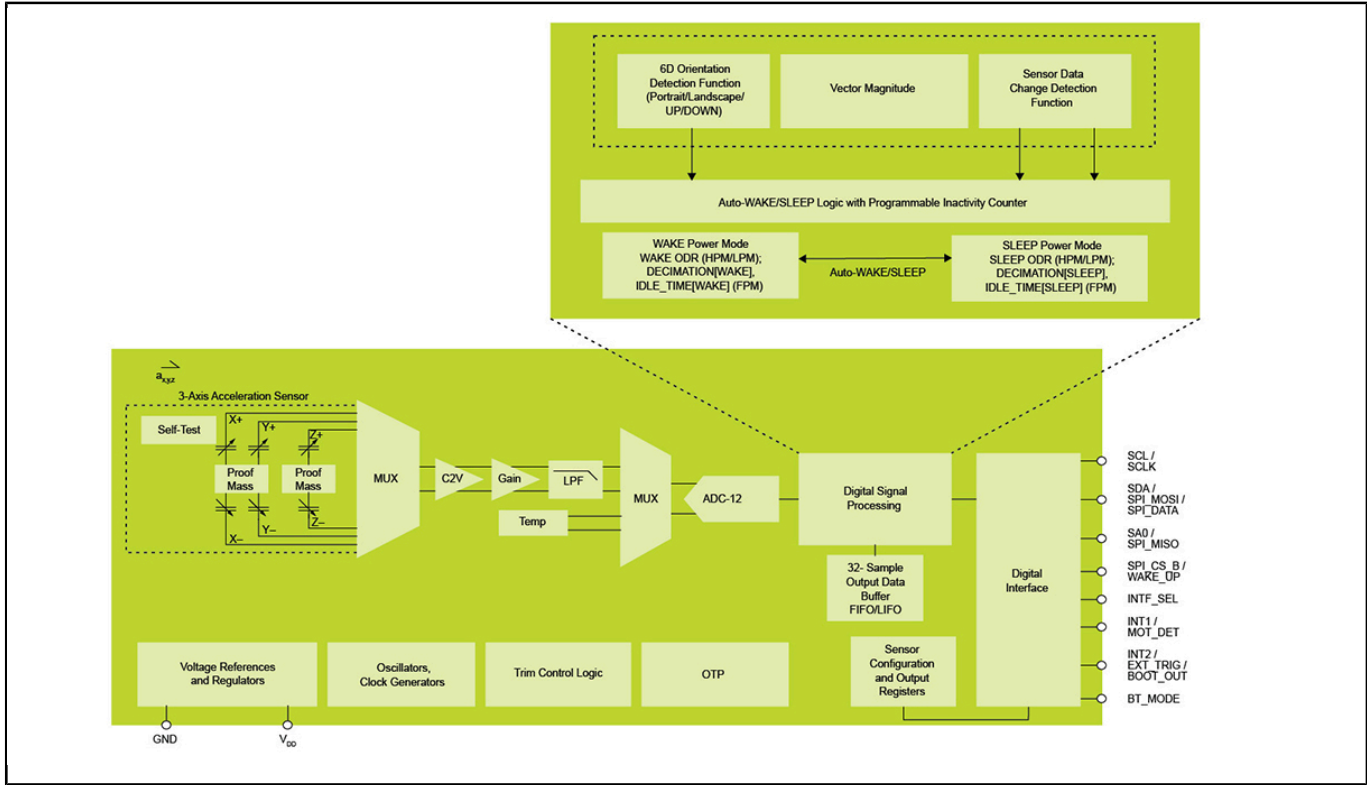 6D Orientation
Detection Function
(Portrait/Landscape/
UP/DOWN)
Vector Magnitude
Sensor Data
Change Detection
Function
Auto-WAKE/SLEEP Logic with Programmable Inactivity Counter
WAKE Power Mode
WAKE ODR (HPM/LPM);
DECIMATION[WAKE],
IDLE_TIME[WAKE] (FPM)
Auto-WAKE/SLEEP
SLEEP Power Mode
SLEEP ODR (HPM/LPM);
DECIMATION[SLEEP],
IDLE_TIME[SLEEP] (FPM)
a x,y,z
3-Axis Acceleration Sensor
Self-Test
X+
Y+
Z+
Proof
Mass
Proof
Mass
X–
Y–
Z–
MUX
C2V
Gain
LPF
Temp
MUX
ADC-12
Digital Signal
Processing
32- Sample
Output Data
Buffer
FIFO/LIFO
Digital
Interface
Sensor
Configuration
and Output
Registers
Voltage References
and Regulators
Oscillators,
Clock Generators
Trim Control Logic
OTP
GND
VDD
SCL /
SCLK
SDA /
SPI_MOSI /
SPI_DATA
SA0 /
SPI_MISO
SPI_CS_B /
WAKE_UP
INTF_SEL
INT1 /
MOT_DET
INT2 /
EXT_TRIG /
BOOT_OUT
BT_MODE